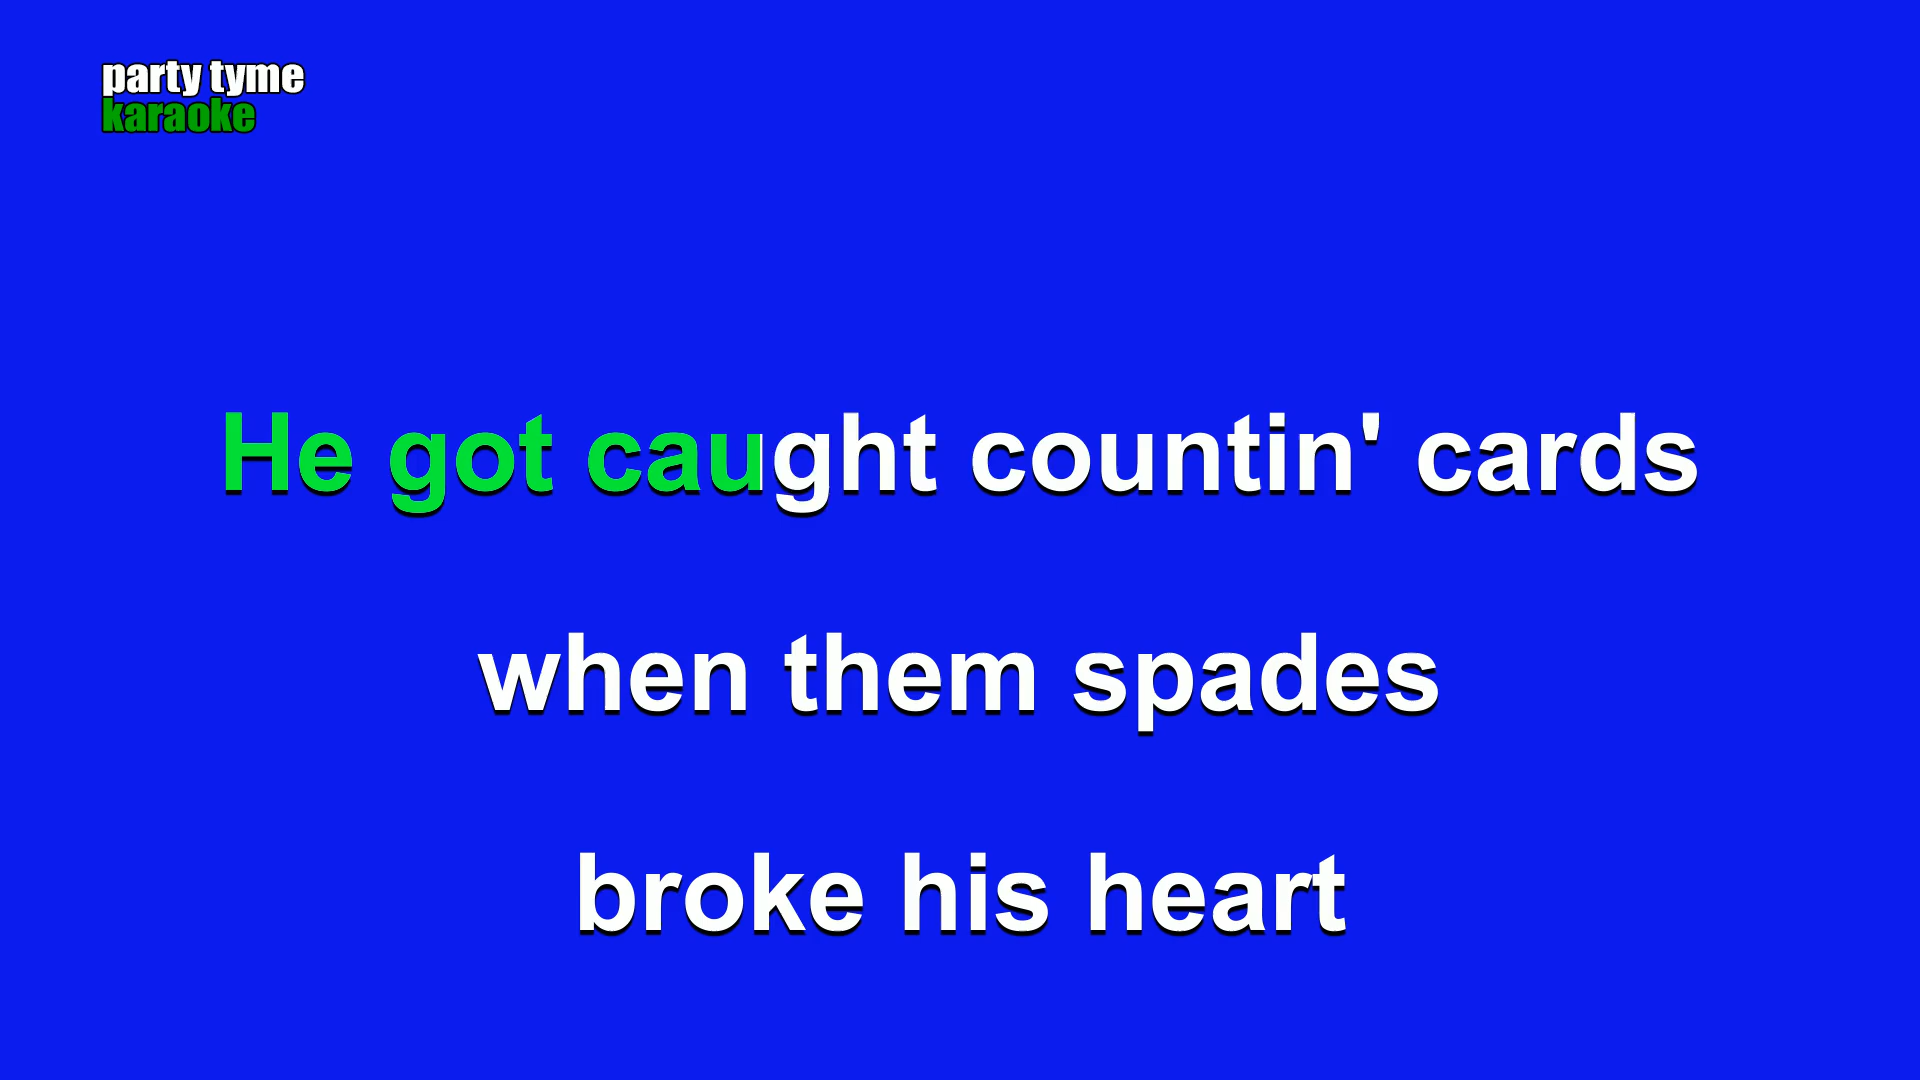 party tyme
karaoke
He got caught countin' cards
when them spades
broke his heart